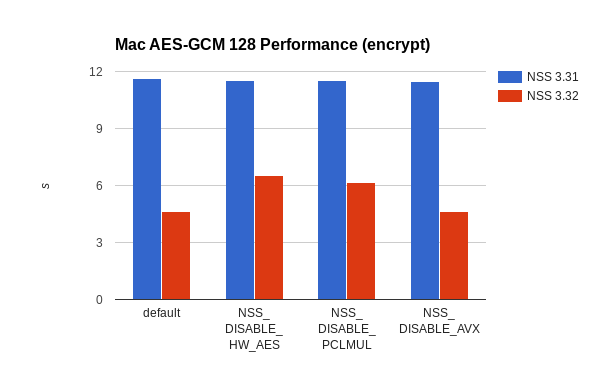 Mac AES-GCM 128 Performance (encrypt)
12
9
6
3
0
s
NSS 3.31
NSS 3.32
default
NSS_
DISABLE_
HW_AES
NSS_
DISABLE_
PCLMUL
NSS_
DISABLE_AVX